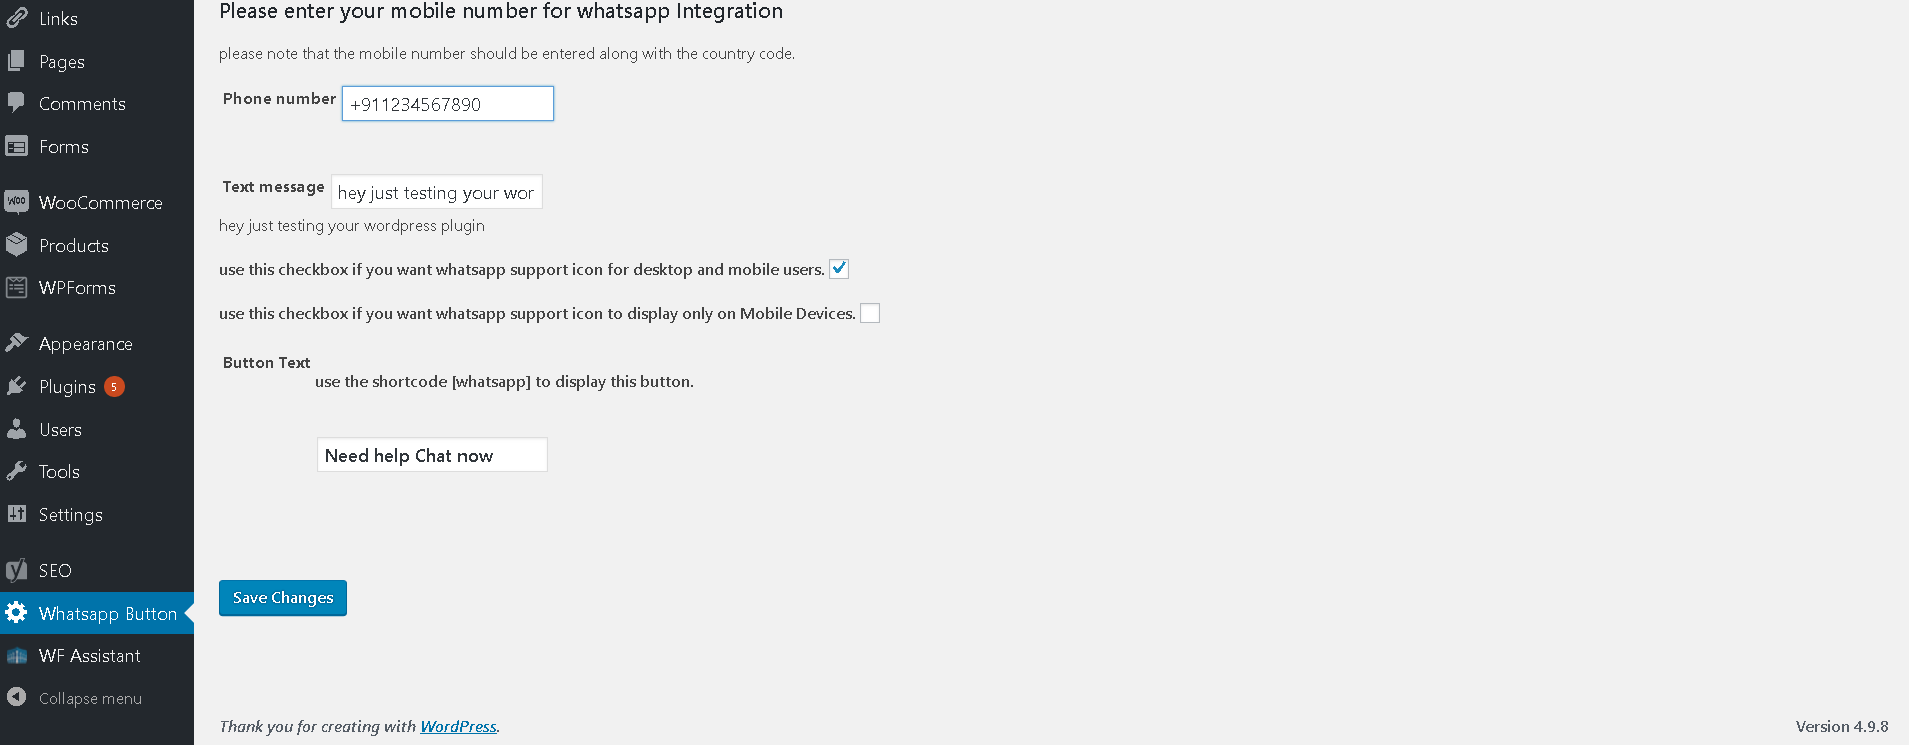 Links
Pages
Comments
Forms
woo WooCommerce
Products
WPForms
Appearance
Plugins 5
Users
Tools
Settings
SEO
Whatsapp Button
WF Assistant
Collapse menu
Please enter your mobile number for whatsapp Integration
please note that the mobile number should be entered along with the country code.
Phone number +911234567890
Text message hey just testing your wor
hey just testing your wordpress plugin
use this checkbox if you want whatsapp support icon for desktop and mobile users.
use this checkbox if you want whatsapp support icon to display only on Mobile Devices.
Button Text
use the shortcode [whatsapp] to display this button.
Need help Chat now
Save Changes
Thank you for creating with WordPress.
Version 4.9.8